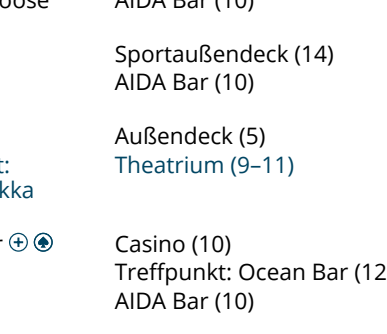 AIDA Bar (10)
Sportaußendeck (14)
AIDA Bar (10)
Außendeck (5)
Theatrium (9–11)
Casino (10)
Treffpunkt: Ocean Bar (12
AIDA Bar (10)